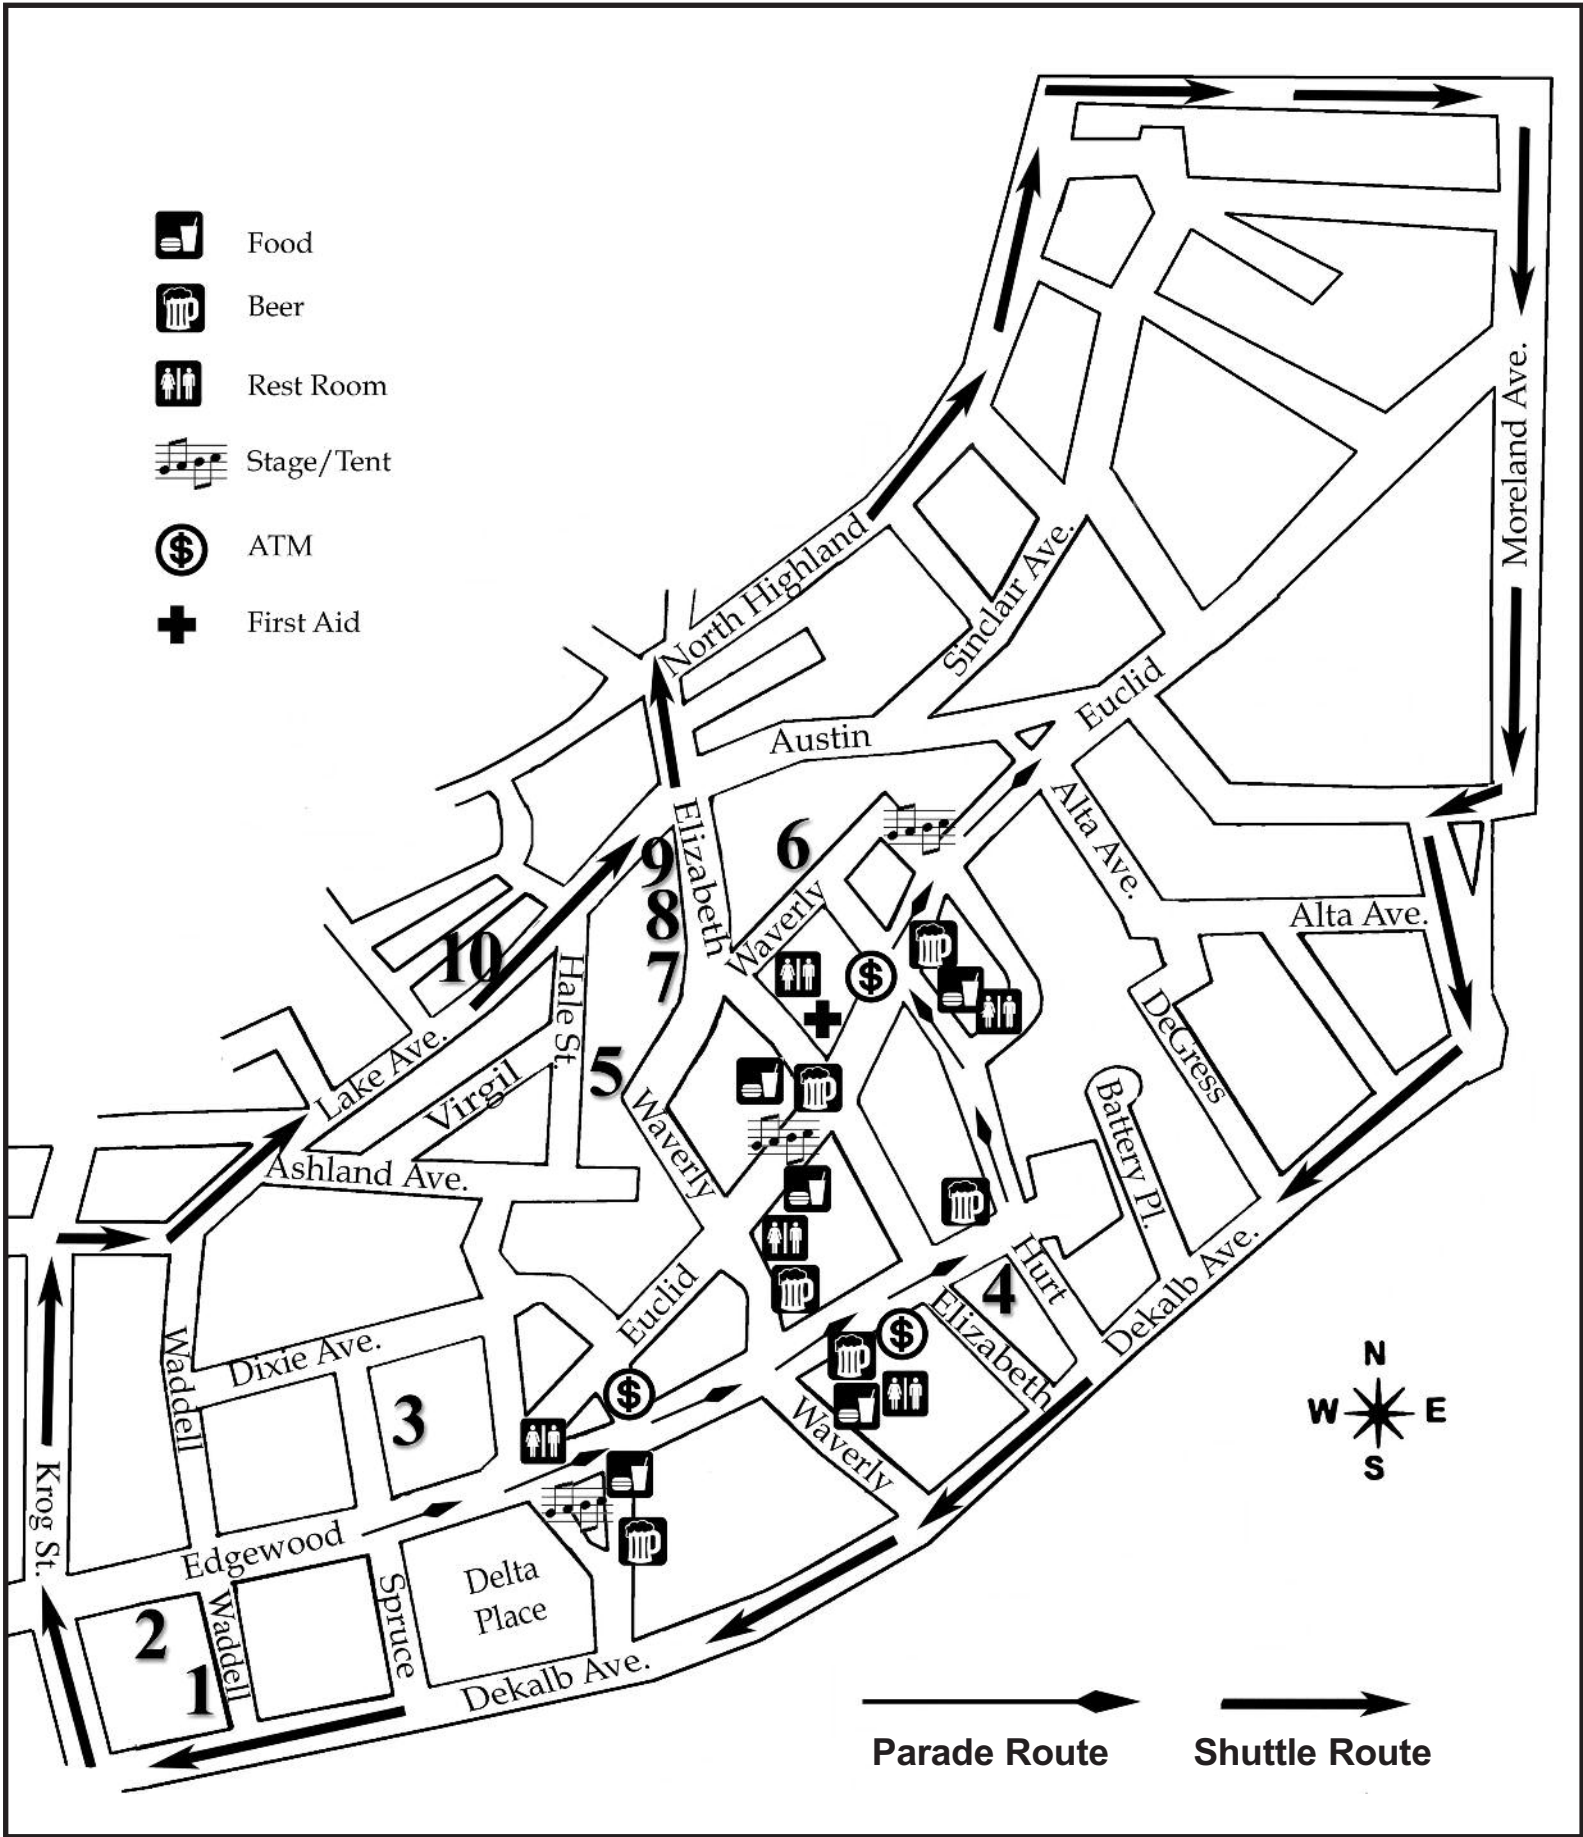 Food
Beer
Rest Room
Stage/Tent
$
ATM
First Aid
Moreland Ave.
North Highland
Sinclair Ave.
Euclid
Austin
Elizabeth
Alta Ave.
6
9
8
7
Waverly
Alta Ave.
10
$
Hale St.
DeGress
Lake Ave.
Virgil
5
Waverly
Battery Pl.
Ashland Ave.
Hurt
4
Euclid
Elizabeth
$
Dekalb Ave.
Waddell
Dixie Ave.
3
$
Waverly
N
W
E
S
Krog St.
Edgewood
Delta
Place
Spruce
2
1
Waddell
Dekalb Ave.
Parade Route
Shuttle Route